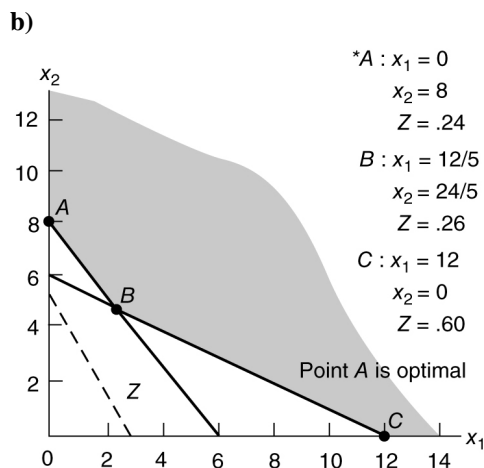 b)
*A : x₁ = 0
x₂ = 8
Z = .24
B : x₁ = 12/5
x₂ = 24/5
Z = .26
C : x₁ = 12
x₂ = 0
Z = .60
Point A is optimal
x₂
12
10
8
6
4
2
A
B
C
Z
0
2
4
6
8
10
12
14
x₁